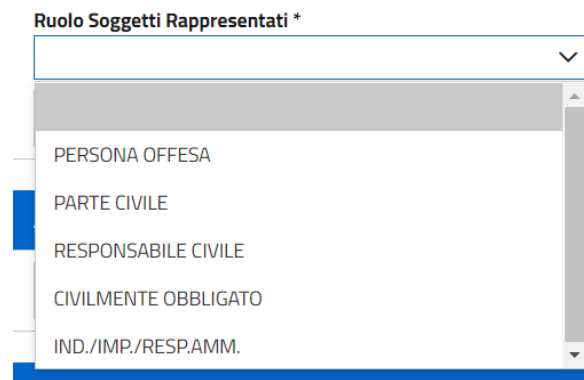 Ruolo Soggetti Rappresentati *
PERSONA OFFESA
PARTE CIVILE
RESPONSABILE CIVILE
CIVILMENTE OBBLIGATO
IND./IMP./RESP.AMM.